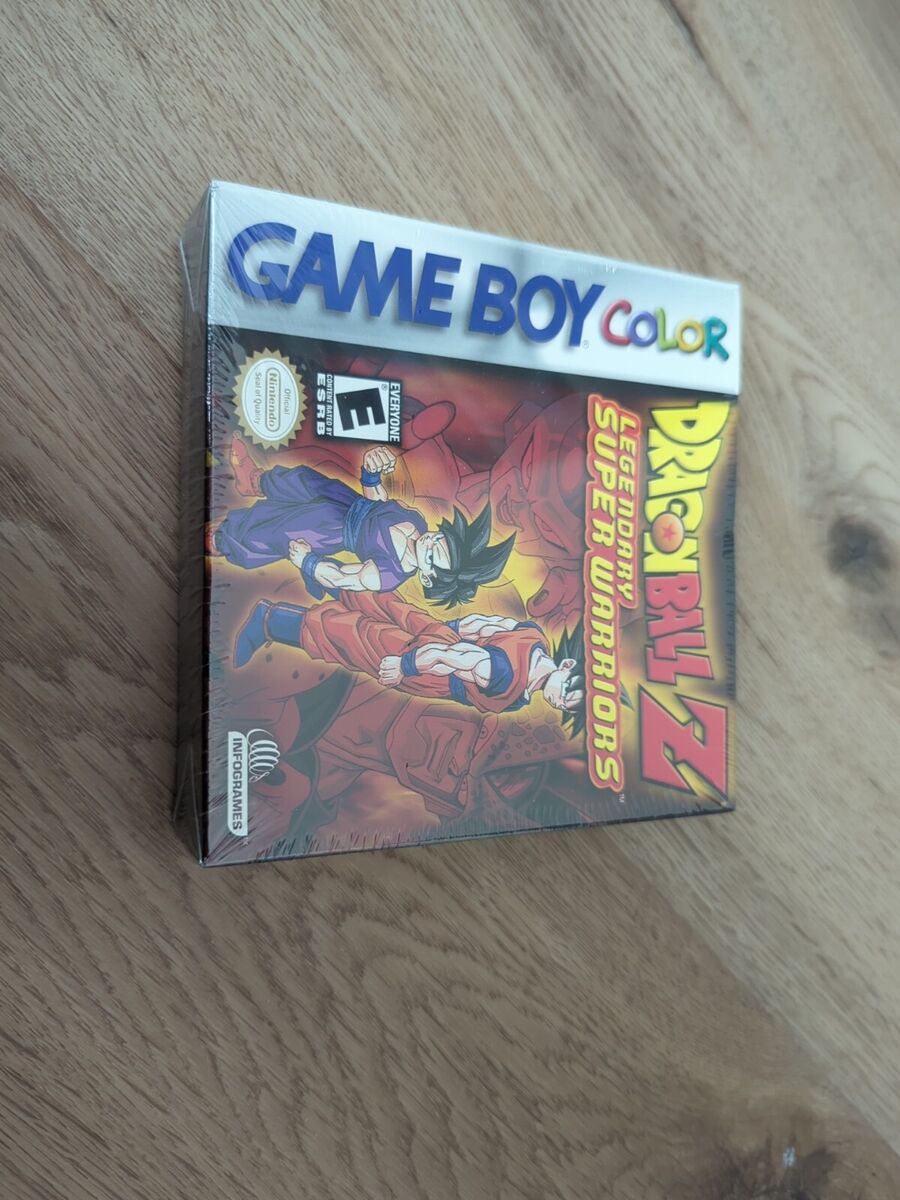 GAME BOY COLOR
DRAGON BALL Z
LEGENDARY
SUPER WARRIORS
TM
EVERYONE
E
®
CONTENT RATED BY
ESRB
Official
Nintendo
Seal of Quality
INFOGRAMES